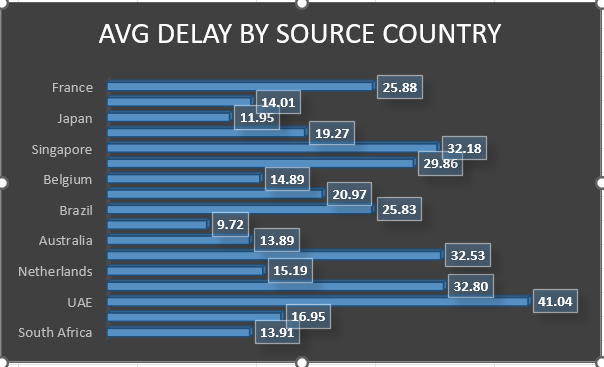 AVG DELAY BY SOURCE COUNTRY
France 25.88
14.01
Japan 11.95
19.27
Singapore 32.18
29.86
Belgium 14.89
20.97
Brazil 25.83
9.72
Australia 13.89
32.53
Netherlands 15.19
32.80
UAE 41.04
16.95
South Africa 13.91